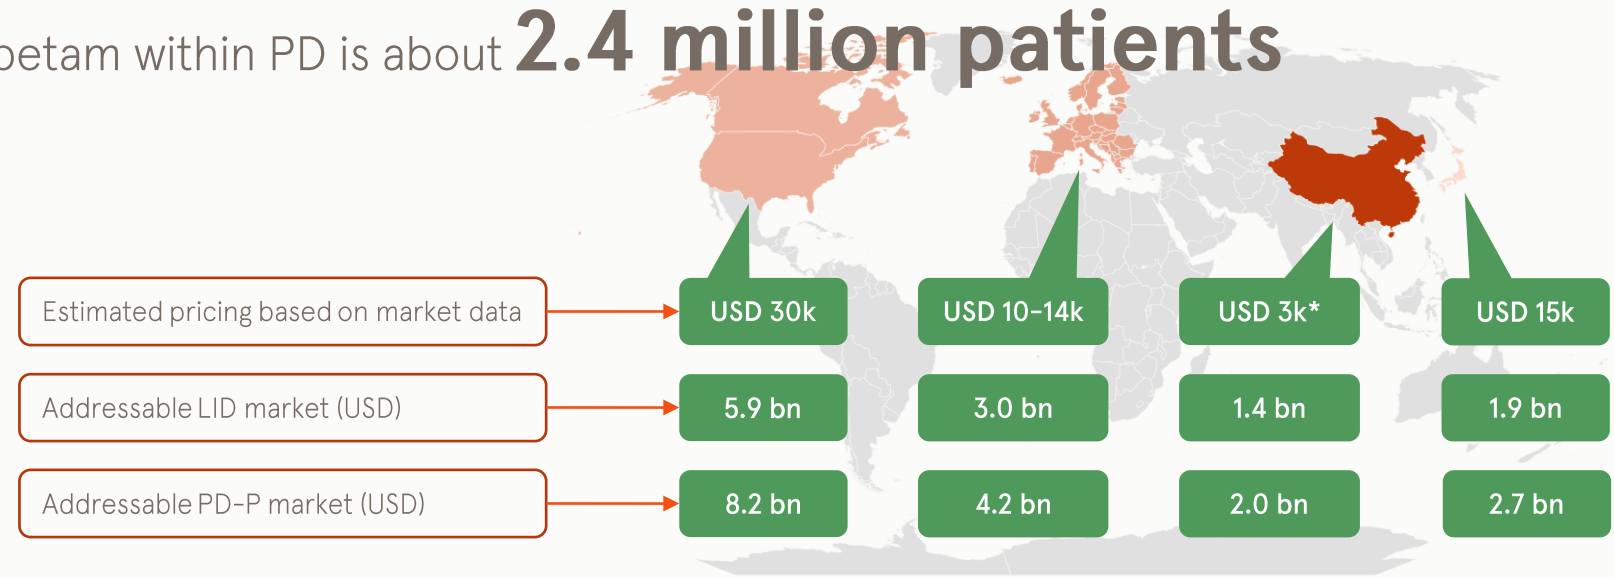 within PD is about 2.4 million patients
Estimated pricing based on market data
USD 30k
USD 10-14k
USD 3k*
USD 15k
Addressable LID market (USD)
5.9 bn
3.0 bn
1.4 bn
1.9 bn
Addressable PD-P market (USD)
8.2 bn
4.2 bn
2.0 bn
2.7 bn